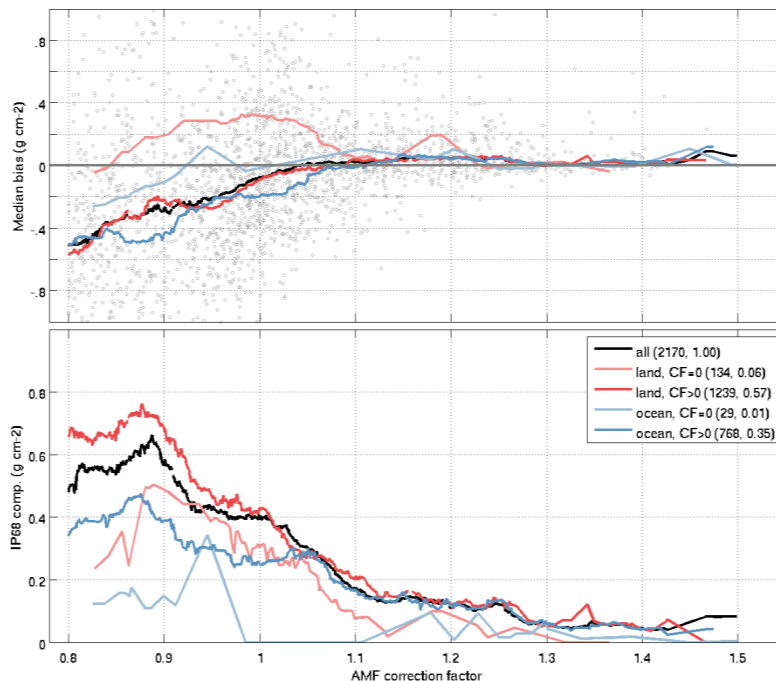 .8
.4
0
-.4
-.8
Median bias (g cm-2)
all (2170, 1.00)
land, CF=0 (134, 0.06)
land, CF>0 (1239, 0.57)
ocean, CF=0 (29, 0.01)
ocean, CF>0 (768, 0.35)
0.8
0.6
0.4
0.2
0
IP68 comp. (g cm-2)
0.8 0.9 1 1.1 1.2 1.3 1.4 1.5
AMF correction factor